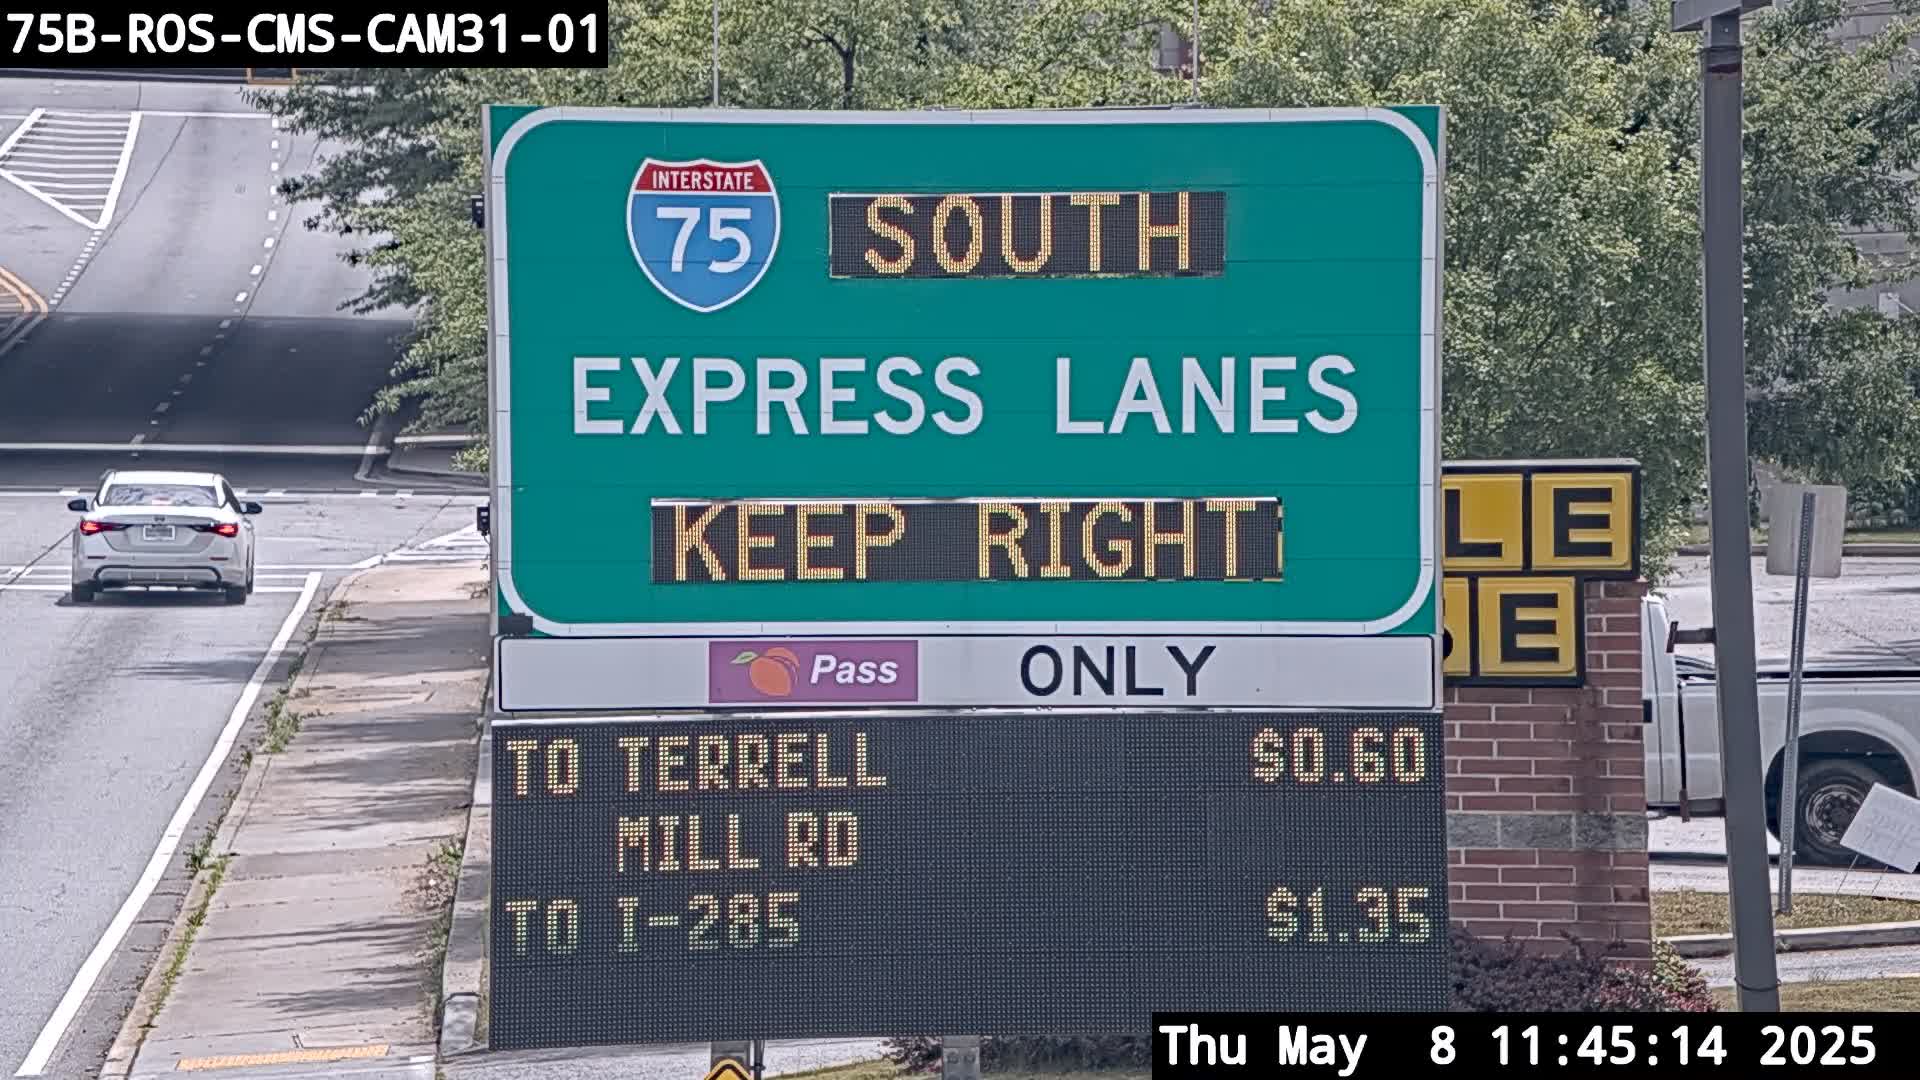 75B-ROS-CMS-CAM31-01
INTERSTATE
75
SOUTH
EXPRESS LANES
KEEP RIGHT
Pass ONLY
TO TERRELL $0.60
MILL RD
TO I-285 $1.35
LE
E
Thu May 8 11:45:14 2025